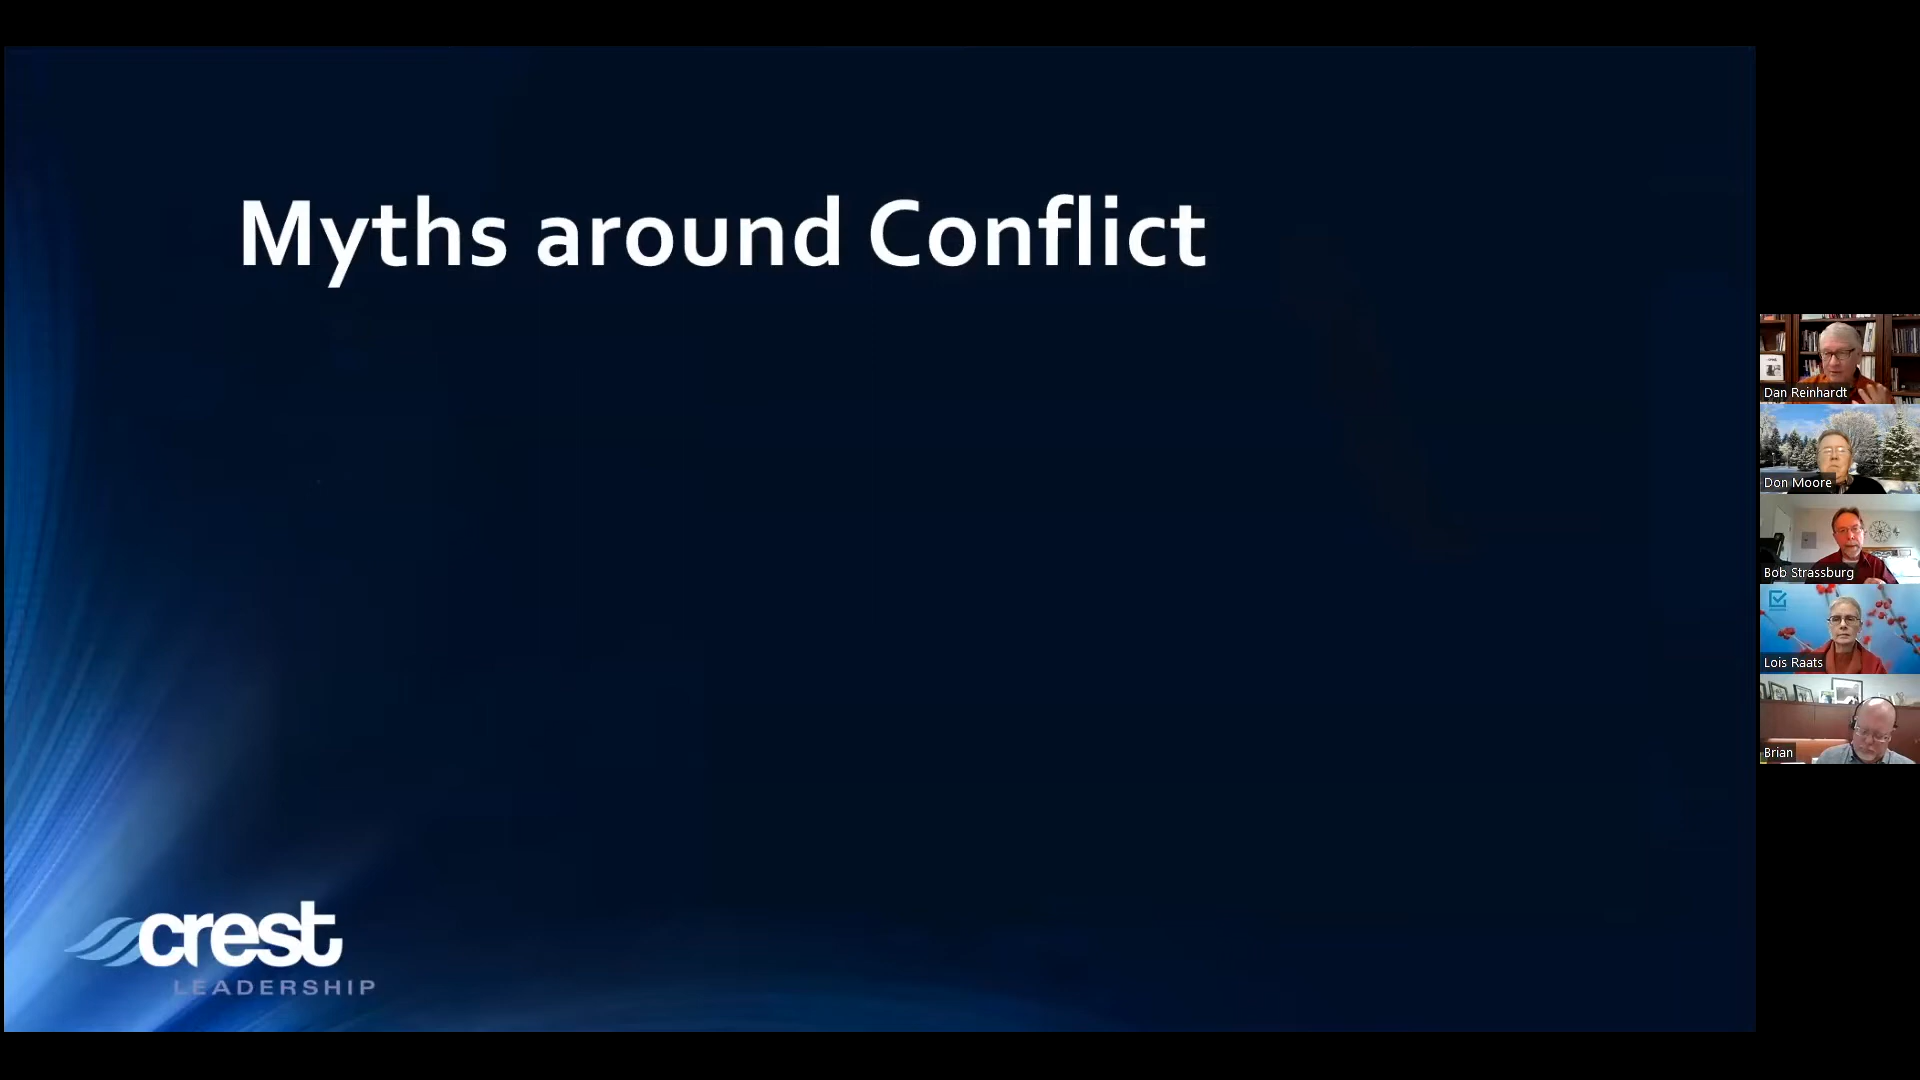 Myths around Conflict
crest
LEADERSHIP
Dan Reinhardt
Don Moore
Bob Strassburg
Lois Raats
Brian